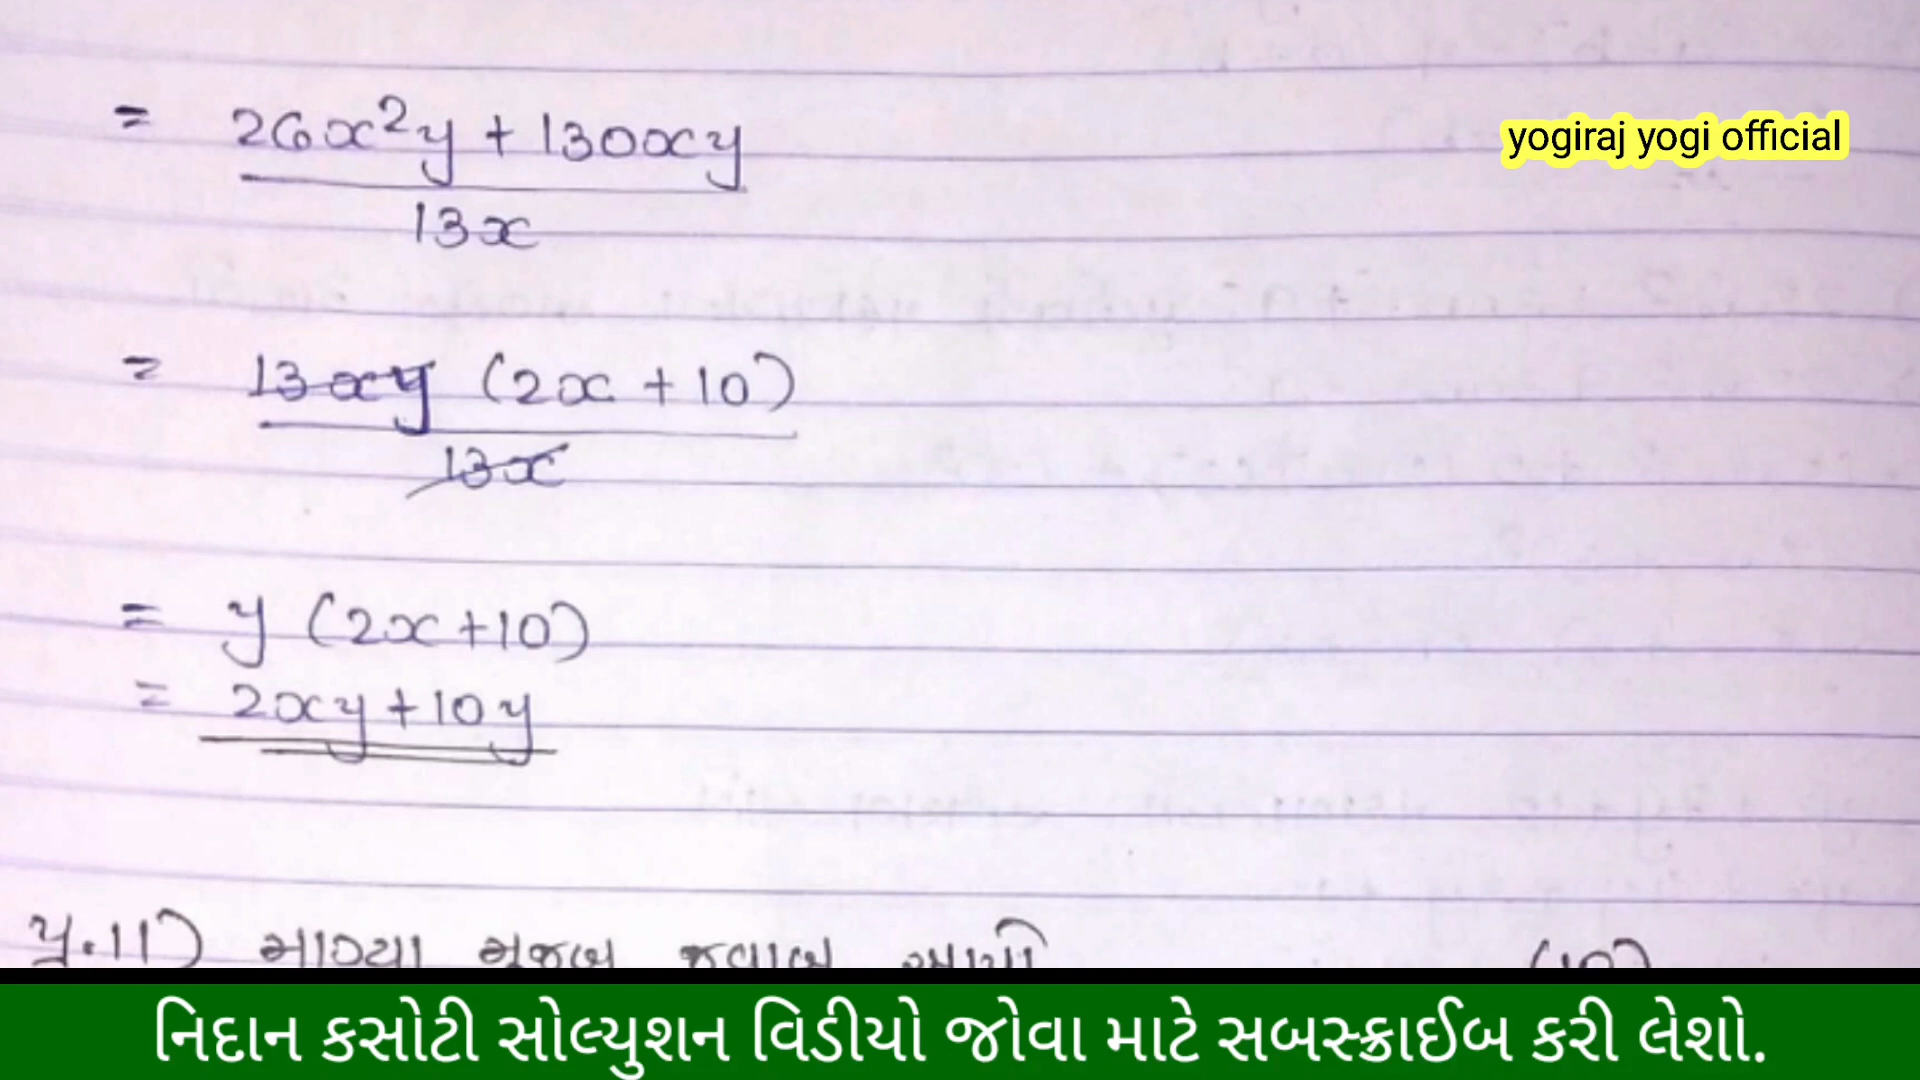 = 26x²y + 130xy
13x
yogiraj yogi official
= 13xy (2x + 10)
13x
= y (2x + 10)
= 2xy + 10y
પ્ર.11) માગ્યા મુજબ જવાબ આપો (10)
નિદાન કસોટી સોલ્યુશન વિડીયો જોવા માટે સબસ્ક્રાઈબ કરી લેશો.